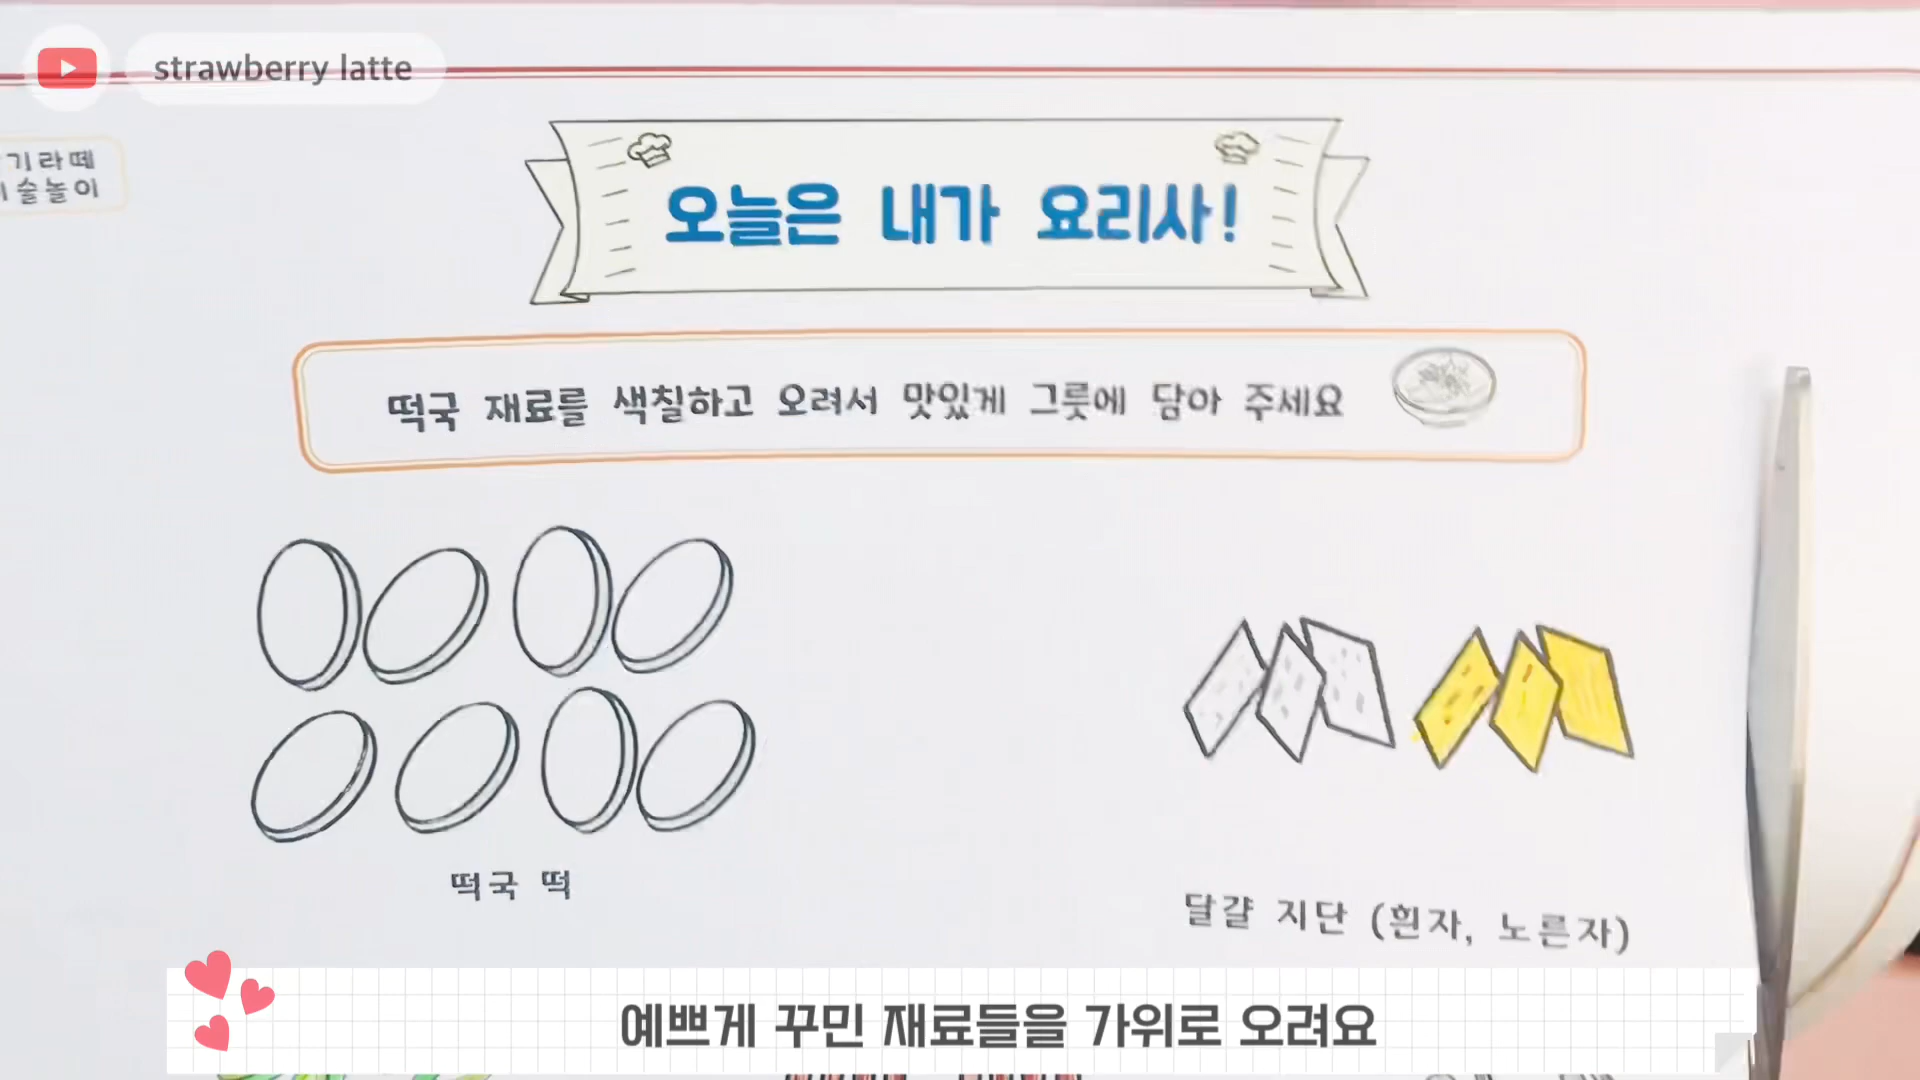 strawberry latte
기라떼
술놀이
오늘은 내가 요리사!
떡국 재료를 색칠하고 오려서 맛있게 그릇에 담아 주세요
떡국 떡
달걀 지단 (흰자, 노른자)
예쁘게 꾸민 재료들을 가위로 오려요